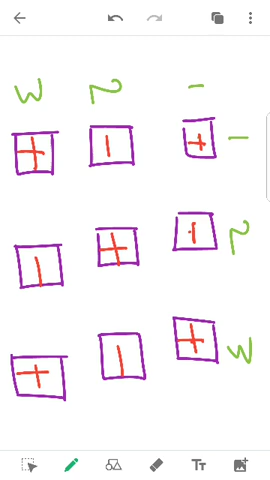 1 2 3
1 + - +
2 - + -
3 + - +